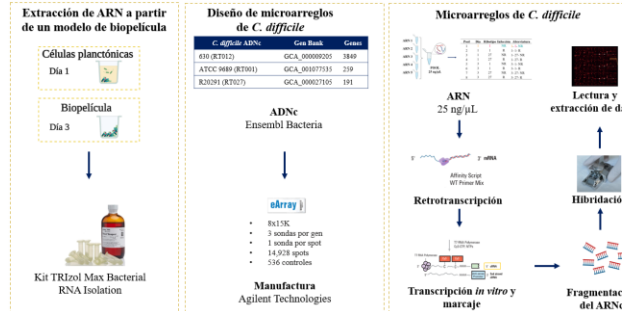 Extracción de ARN a partir
de un modelo de biopelícula
Células planctónicas
Día 1
Biopelícula
Día 3
Kit TRIzol Max Bacterial
RNA Isolation
Diseño de microarreglos
de C. difficile
C. difficile ADNc Gen Bank Genes
630 (RT012) GCA_000009205 3849
ATCC 9689 (RT001) GCA_001077535 259
R20291 (RT027) GCA_000027105 191
ADNc
Ensembl Bacteria
eArray
• 8x15K
• 3 sondas por gen
• 1 sonda por spot
• 14,928 spots
• 536 controles
Manufactura
Agilent Technologies
Microarreglos de C. difficile
ARN
25 ng/µL
mRNA
Affinity Script
WT Primer Mix
Retrotranscripción
Transcripción in vitro y
marcaje
Fragmentac
del ARNc
Hibridació
Lectura y
extracción de da